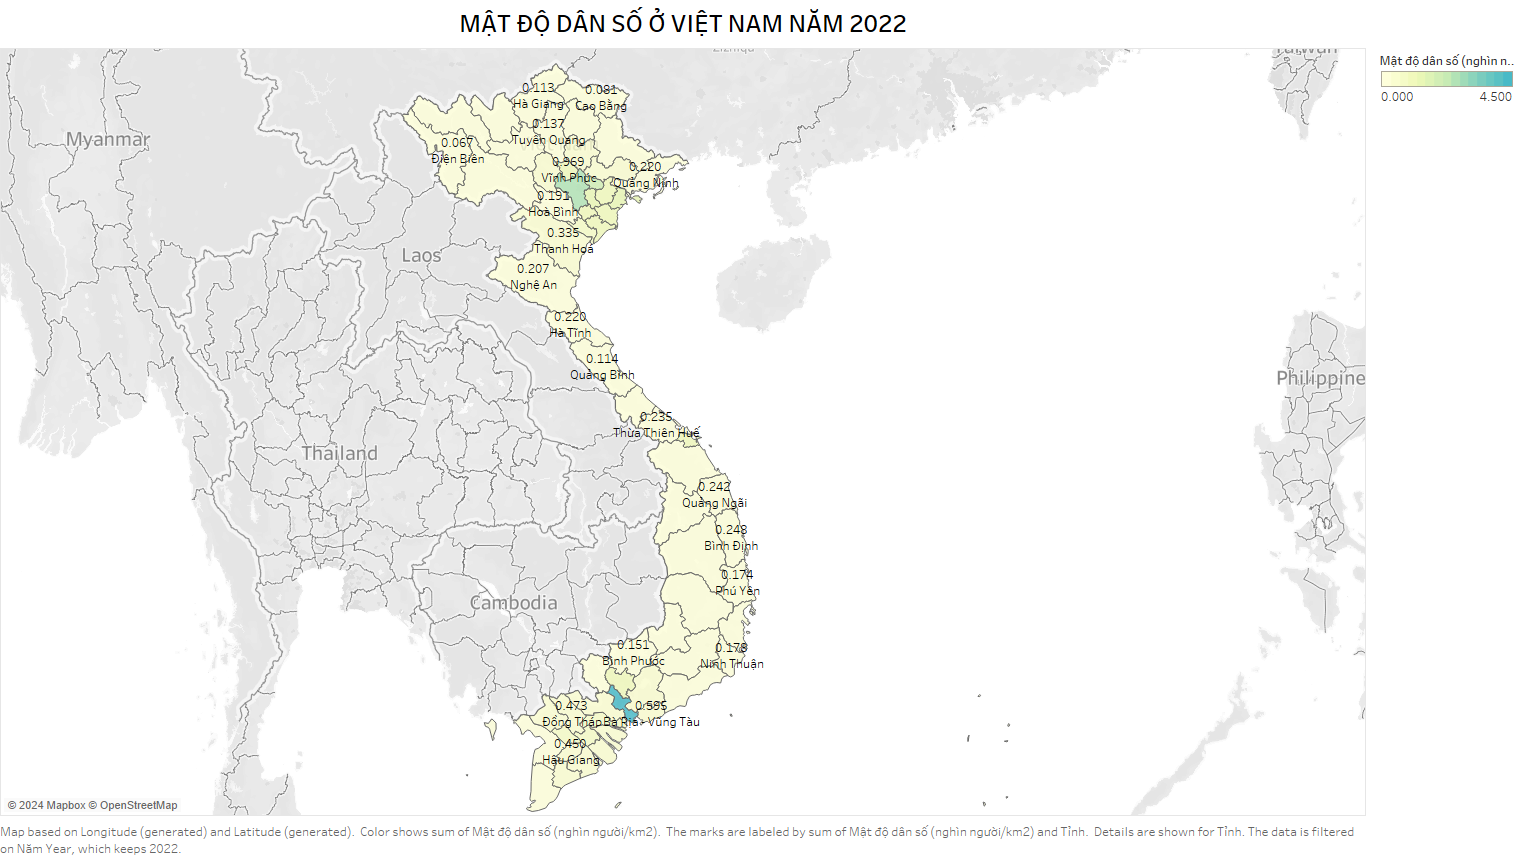 MẬT ĐỘ DÂN SỐ Ở VIỆT NAM NĂM 2022
Mật độ dân số (nghìn n..
0.000 4.500
Taiwan
Myanmar
0.113
Hà Giang
0.081
Cao Bằng
0.137
Tuyên Quang
0.067
Điện Biên
0.969
Vĩnh Phúc
0.220
Quảng Ninh
0.191
Hoà Bình
0.335
Thanh Hoá
Laos
0.207
Nghệ An
0.220
Hà Tĩnh
0.114
Quảng Bình
Philippine
0.235
Thừa Thiên Huế
Thailand
0.242
Quảng Ngãi
0.248
Bình Định
0.174
Phú Yên
Cambodia
0.151
Bình Phước
0.178
Ninh Thuận
0.473
Đồng Tháp
0.595
Bà Rịa - Vũng Tàu
0.450
Hậu Giang
© 2024 Mapbox © OpenStreetMap
Map based on Longitude (generated) and Latitude (generated). Color shows sum of Mật độ dân số (nghìn người/km2). The marks are labeled by sum of Mật độ dân số (nghìn người/km2) and Tỉnh. Details are shown for Tỉnh. The data is filtered
on Năm Year, which keeps 2022.